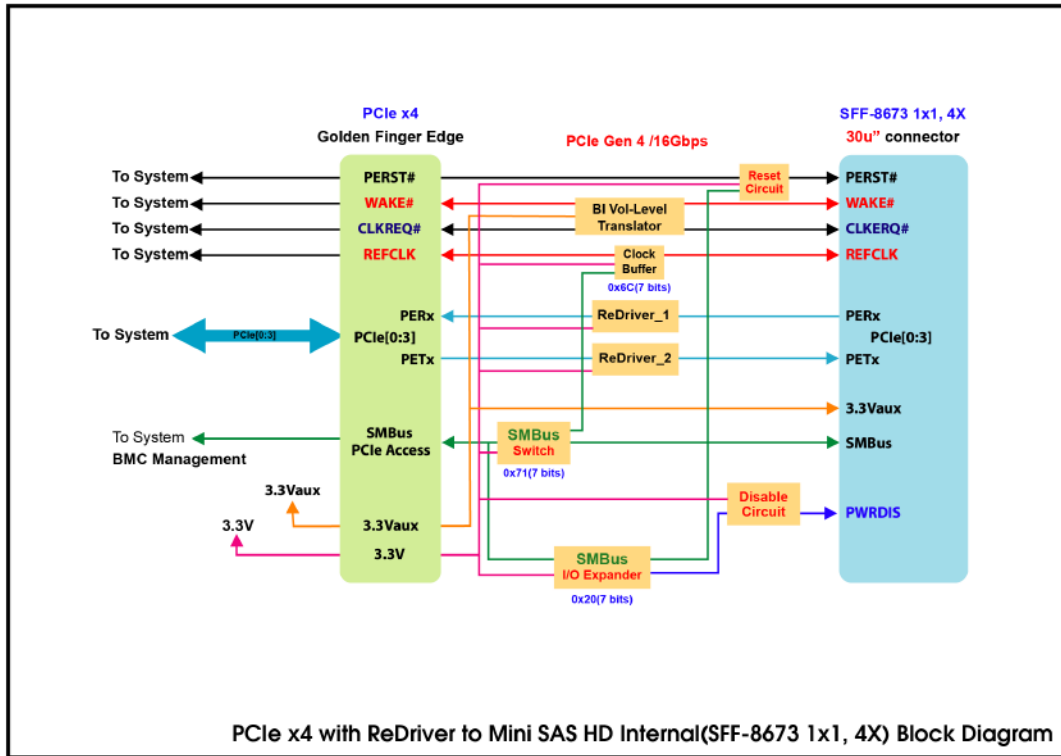 PCIe x4
Golden Finger Edge
PCIe Gen 4 /16Gbps
SFF-8673 1x1, 4X
30u" connector
To System
PERST#
Reset
Circuit
PERST#
To System
WAKE#
BI Vol-Level
Translator
WAKE#
To System
CLKREQ#
CLKERQ#
To System
REFCLK
Clock
Buffer
REFCLK
0x6C(7 bits)
PERx
ReDriver_1
PERx
To System
PCIe[0:3]
PCIe[0:3]
PCIe[0:3]
PETx
ReDriver_2
PETx
3.3Vaux
To System
BMC Management
SMBus
PCIe Access
SMBus
Switch
SMBus
0x71(7 bits)
3.3Vaux
Disable
Circuit
PWRDIS
3.3V
3.3Vaux
3.3V
SMBus
I/O Expander
0x20(7 bits)
PCIe x4 with ReDriver to Mini SAS HD Internal(SFF-8673 1x1, 4X) Block Diagram